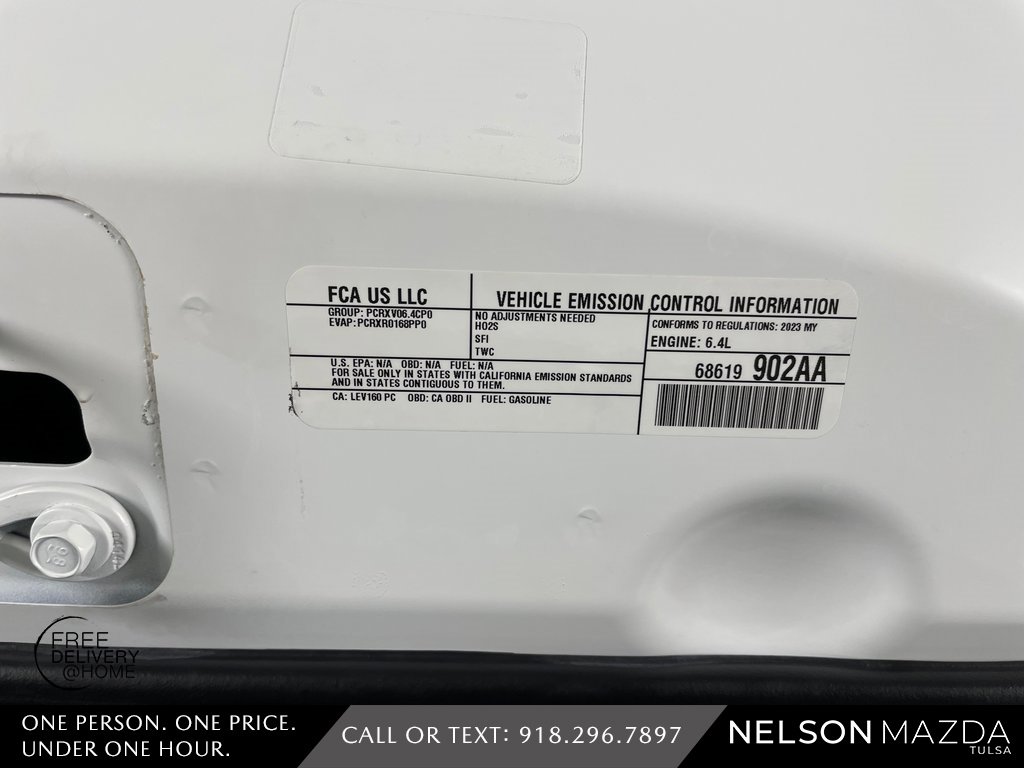 FCA US LLC
GROUP: PCRXV06.4CP0
EVAP: PCRXR0168PP0
VEHICLE EMISSION CONTROL INFORMATION
NO ADJUSTMENTS NEEDED
HO2S
SFI
TWC
CONFORMS TO REGULATIONS: 2023 MY
ENGINE: 6.4L
U.S. EPA: N/A OBD: N/A FUEL: N/A
FOR SALE ONLY IN STATES WITH CALIFORNIA EMISSION STANDARDS
AND IN STATES CONTIGUOUS TO THEM.
CA: LEV160 PC OBD: CA OBD II FUEL: GASOLINE
68619 902AA
FREE
DELIVERY
@HOME
ONE PERSON. ONE PRICE.
UNDER ONE HOUR.
CALL OR TEXT: 918.296.7897
NELSON MAZDA
TULSA